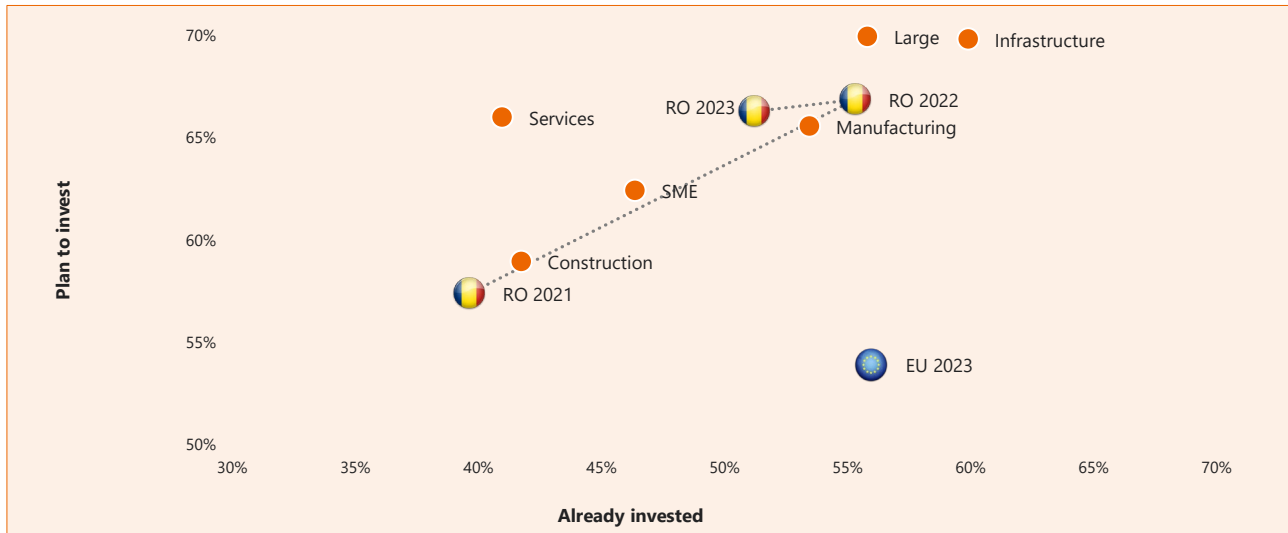 70%
Large
Infrastructure
RO 2023
RO 2022
Services
Manufacturing
65%
Plan to invest
SME
60%
Construction
RO 2021
55%
EU 2023
50%
30%
35%
40%
45%
50%
55%
60%
65%
70%
Already invested